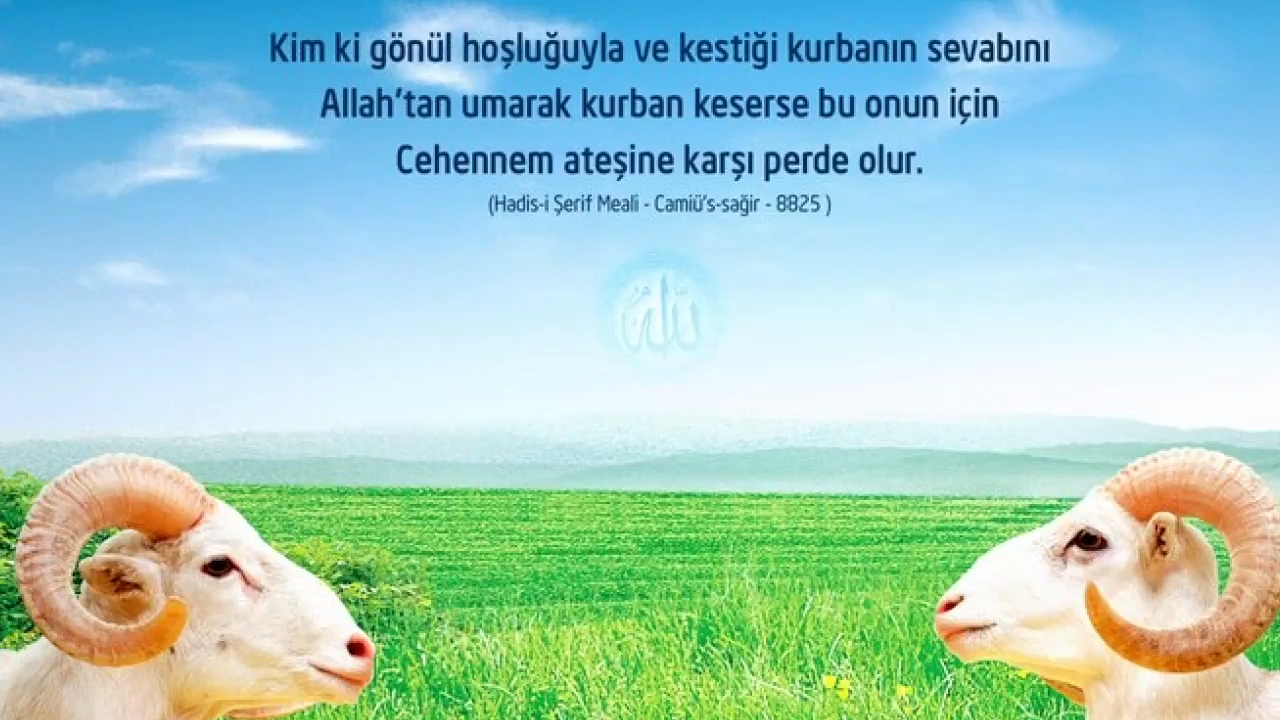 Kim ki gönül hoşluğuyla ve kestiği kurbanın sevabını
Allah'tan umarak kurban keserse bu onun için
Cehennem ateşine karşı perde olur.
(Hadis-i Şerif Meali - Camiü's-sağir - 8825 )